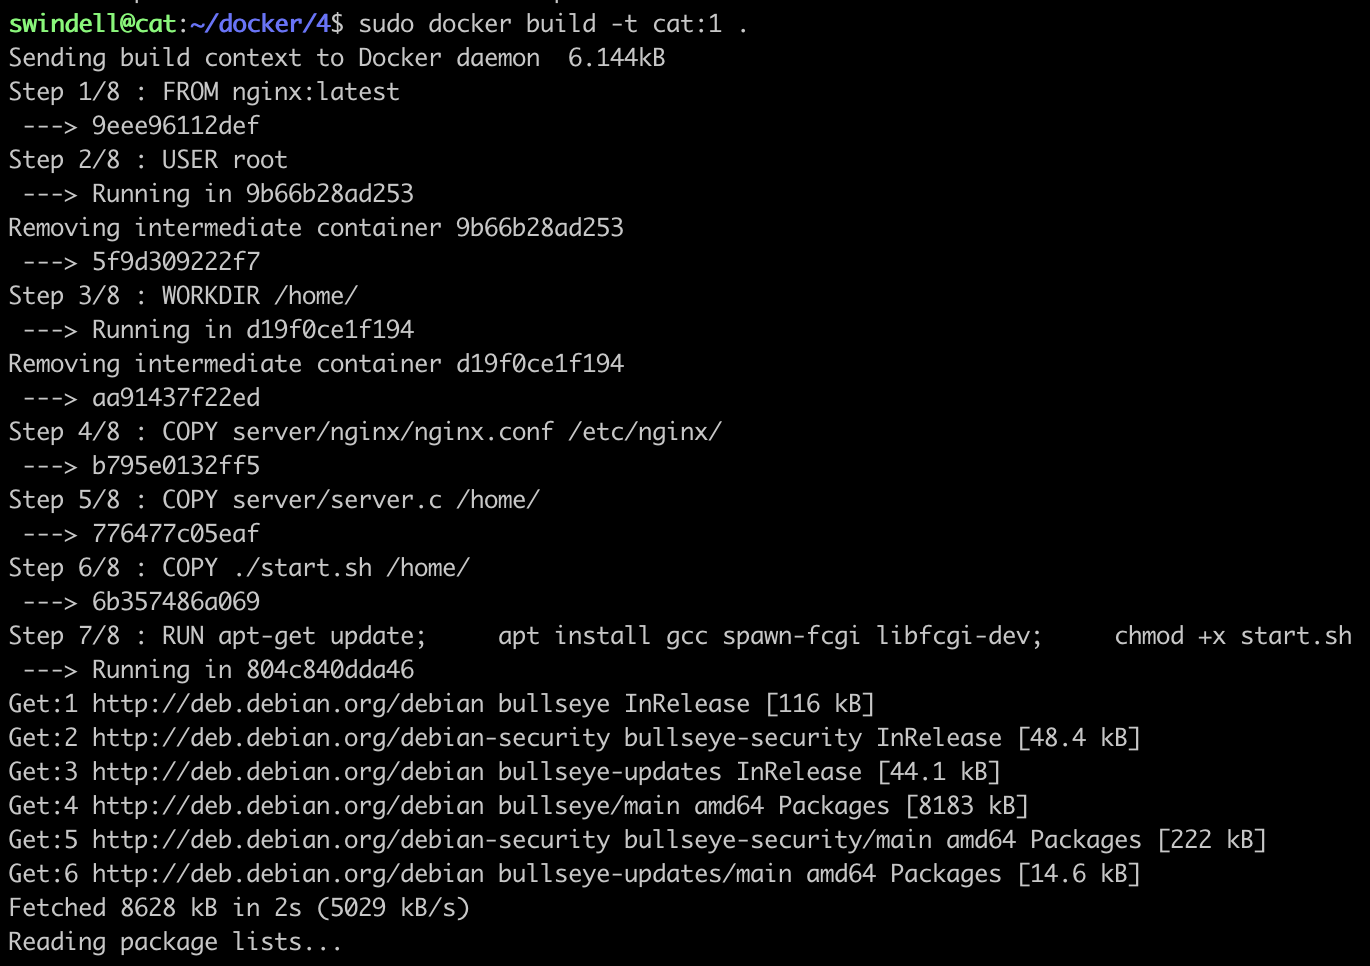 swindell@cat:~/docker/4$ sudo docker build -t cat:1 .
Sending build context to Docker daemon  6.144kB
Step 1/8 : FROM nginx:latest
 ---> 9eee96112def
Step 2/8 : USER root
 ---> Running in 9b66b28ad253
Removing intermediate container 9b66b28ad253
 ---> 5f9d309222f7
Step 3/8 : WORKDIR /home/
 ---> Running in d19f0ce1f194
Removing intermediate container d19f0ce1f194
 ---> aa91437f22ed
Step 4/8 : COPY server/nginx/nginx.conf /etc/nginx/
 ---> b795e0132ff5
Step 5/8 : COPY server/server.c /home/
 ---> 776477c05eaf
Step 6/8 : COPY ./start.sh /home/
 ---> 6b357486a069
Step 7/8 : RUN apt-get update;     apt install gcc spawn-fcgi libfcgi-dev;     chmod +x start.sh
 ---> Running in 804c840dda46
Get:1 http://deb.debian.org/debian bullseye InRelease [116 kB]
Get:2 http://deb.debian.org/debian-security bullseye-security InRelease [48.4 kB]
Get:3 http://deb.debian.org/debian bullseye-updates InRelease [44.1 kB]
Get:4 http://deb.debian.org/debian bullseye/main amd64 Packages [8183 kB]
Get:5 http://deb.debian.org/debian-security bullseye-security/main amd64 Packages [222 kB]
Get:6 http://deb.debian.org/debian bullseye-updates/main amd64 Packages [14.6 kB]
Fetched 8628 kB in 2s (5029 kB/s)
Reading package lists...